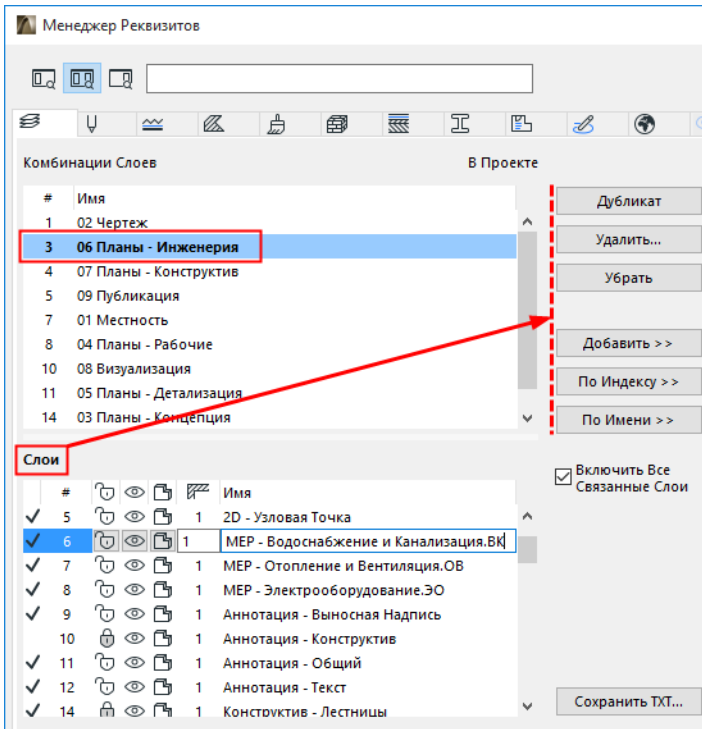 Менеджер Реквизитов
Комбинации Слоев В Проекте
# Имя
1 02 Чертеж
3 06 Планы - Инженерия
4 07 Планы - Конструктив
5 09 Публикация
7 01 Местность
8 04 Планы - Рабочие
10 08 Визуализация
11 05 Планы - Детализация
14 03 Планы - Концепция
Дубликат
Удалить...
Убрать
Добавить >>
По Индексу >>
По Имени >>
Слои
Включить Все
Связанные Слои
# Имя
5 1 2D - Узловая Точка
6 1 МЕР - Водоснабжение и Канализация.ВК
7 1 МЕР - Отопление и Вентиляция.ОВ
8 1 МЕР - Электрооборудование.ЭО
9 1 Аннотация - Выносная Надпись
10 1 Аннотация - Конструктив
11 1 Аннотация - Общий
12 1 Аннотация - Текст
14 1 Конструктив - Лестницы
Сохранить TXT...